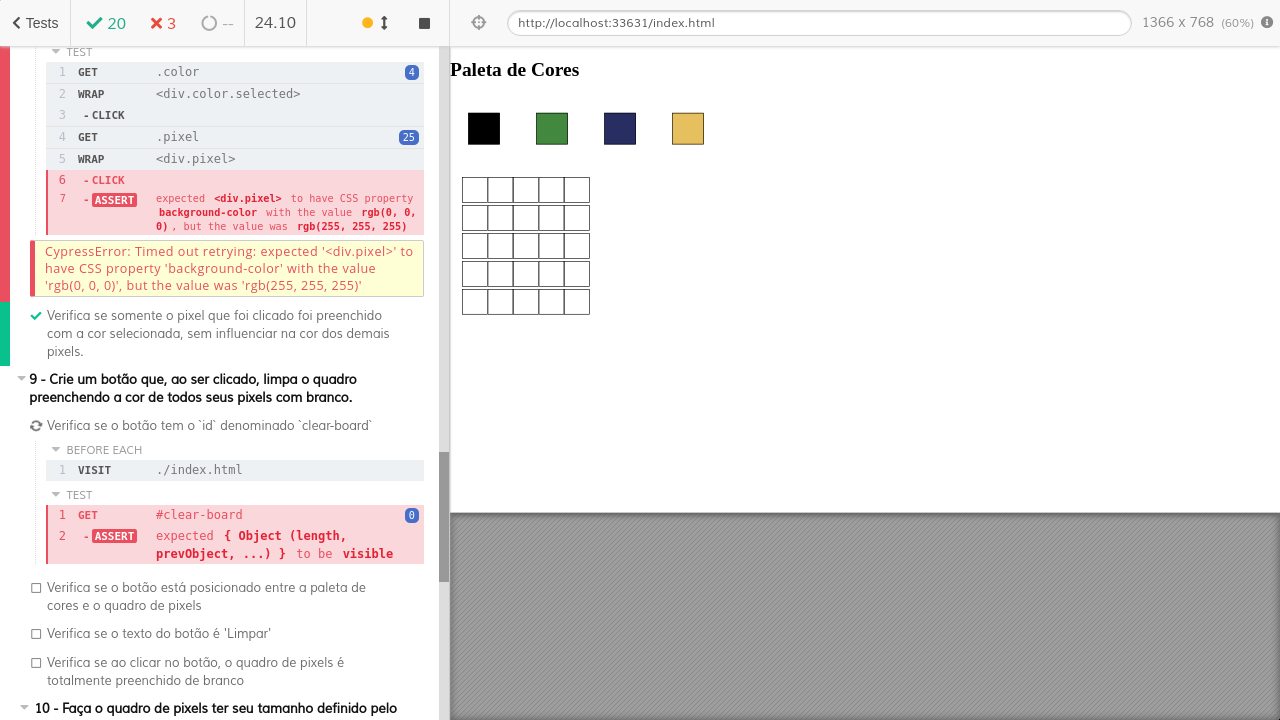 Tests 20 3 -- 24.10 http://localhost:33631/index.html 1366 x 768 (60%)
TEST
1 GET .color 4
2 WRAP <div.color.selected>
3 - CLICK
4 GET .pixel 25
5 WRAP <div.pixel>
6 - CLICK
7 - ASSERT expected <div.pixel> to have CSS property
background-color with the value rgb(0, 0,
0) , but the value was rgb(255, 255, 255)
CypressError: Timed out retrying: expected '<div.pixel>' to
have CSS property 'background-color' with the value
'rgb(0, 0, 0)', but the value was 'rgb(255, 255, 255)'
Verifica se somente o pixel que foi clicado foi preenchido
com a cor selecionada, sem influenciar na cor dos demais
pixels.
9 - Crie um botão que, ao ser clicado, limpa o quadro
preenchendo a cor de todos seus pixels com branco.
Verifica se o botão tem o `id` denominado `clear-board`
BEFORE EACH
1 VISIT ./index.html
TEST
1 GET #clear-board 0
2 - ASSERT expected { Object (length,
prevObject, ...) } to be visible
Verifica se o botão está posicionado entre a paleta de
cores e o quadro de pixels
Verifica se o texto do botão é 'Limpar'
Verifica se ao clicar no botão, o quadro de pixels é
totalmente preenchido de branco
10 - Faça o quadro de pixels ter seu tamanho definido pelo
Paleta de Cores